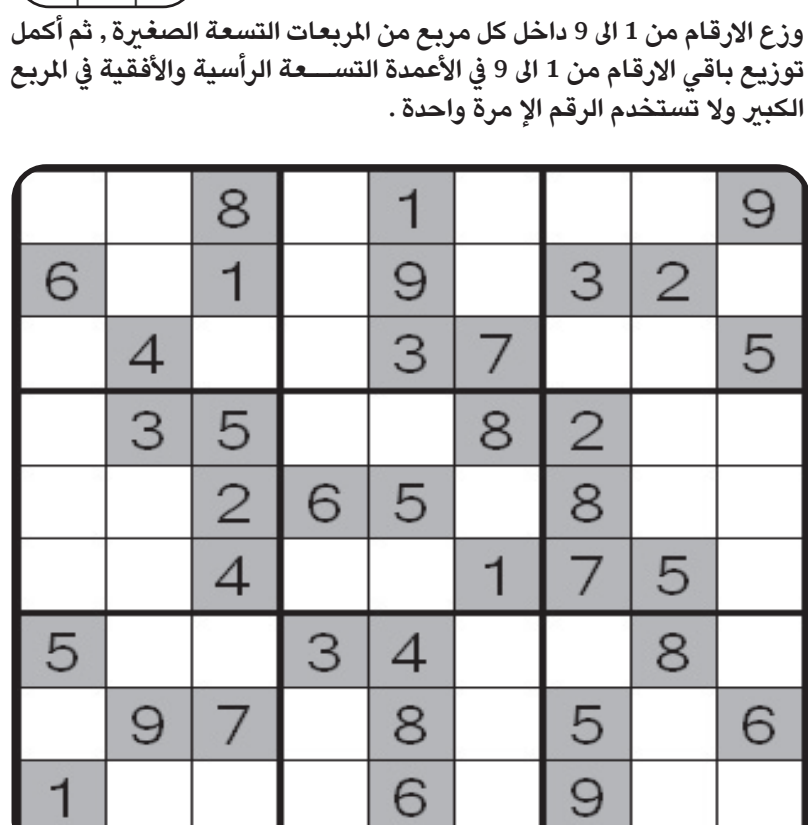 وزع الارقام من 1 الى 9 داخل كل مربع من المربعات التسعة الصغيرة , ثم أكمل
توزيع باقي الارقام من 1 الى 9 في الأعمدة التســـعة الرأسية والأفقية في المربع
الكبير ولا تستخدم الرقم الإ مرة واحدة .
8 1 9
6 1 9 3 2
4 3 7 5
3 5 8 2
2 6 5 8
4 1 7 5
5 3 4 8
9 7 8 5 6
1 6 9